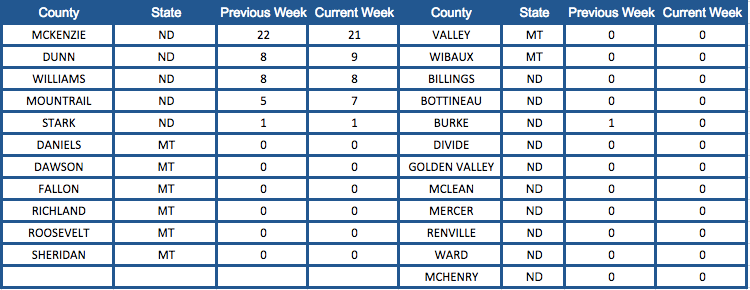 County State Previous Week Current Week County State Previous Week Current Week
MCKENZIE ND 22 21 VALLEY MT 0 0
DUNN ND 8 9 WIBAUX MT 0 0
WILLIAMS ND 8 8 BILLINGS ND 0 0
MOUNTRAIL ND 5 7 BOTTINEAU ND 0 0
STARK ND 1 1 BURKE ND 1 0
DANIELS MT 0 0 DIVIDE ND 0 0
DAWSON MT 0 0 GOLDEN VALLEY ND 0 0
FALLON MT 0 0 MCLEAN ND 0 0
RICHLAND MT 0 0 MERCER ND 0 0
ROOSEVELT MT 0 0 RENVILLE ND 0 0
SHERIDAN MT 0 0 WARD ND 0 0
MCHENRY ND 0 0